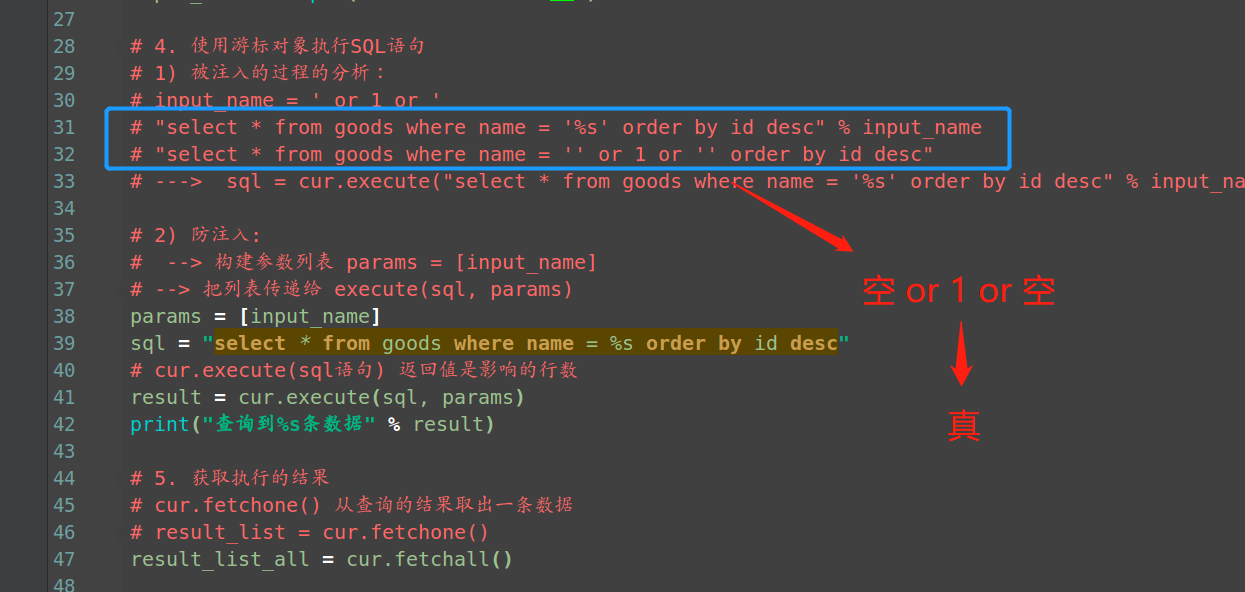 27
28 # 4. 使用游标对象执行SQL语句
29 # 1) 被注入的过程的分析：
30 # input_name = ' or 1 or '
31 # "select * from goods where name = '%s' order by id desc" % input_name
32 # "select * from goods where name = '' or 1 or '' order by id desc"
33 # ---> sql = cur.execute("select * from goods where name = '%s' order by id desc" % input_na
34
35 # 2) 防注入:
36 # --> 构建参数列表 params = [input_name]
37 # --> 把列表传递给 execute(sql, params)
空 or 1 or 空
38 params = [input_name]
39 sql = "select * from goods where name = %s order by id desc"
40 # cur.execute(sql语句) 返回值是影响的行数
41 result = cur.execute(sql, params)
42 print("查询到%s条数据" % result)
真
43
44 # 5. 获取执行的结果
45 # cur.fetchone() 从查询的结果取出一条数据
46 # result_list = cur.fetchone()
47 result_list_all = cur.fetchall()
48